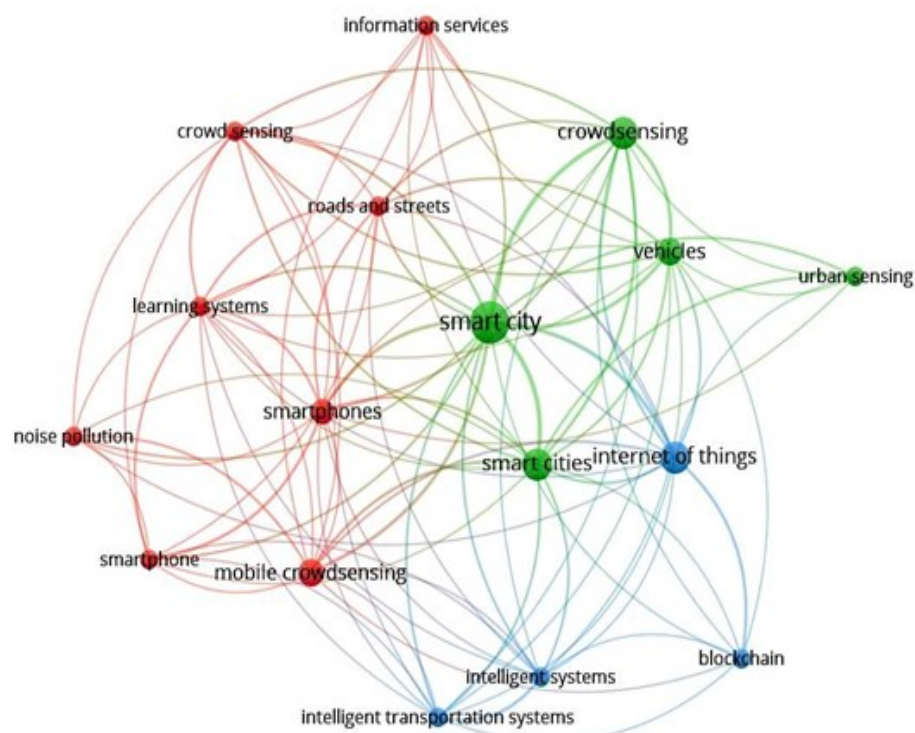 information services
crowd sensing
crowdsensing
roads and streets
vehicles
urban sensing
learning systems
smart city
smartphones
noise pollution
smart cities
internet of things
smartphone
mobile crowdsensing
blockchain
intelligent systems
intelligent transportation systems